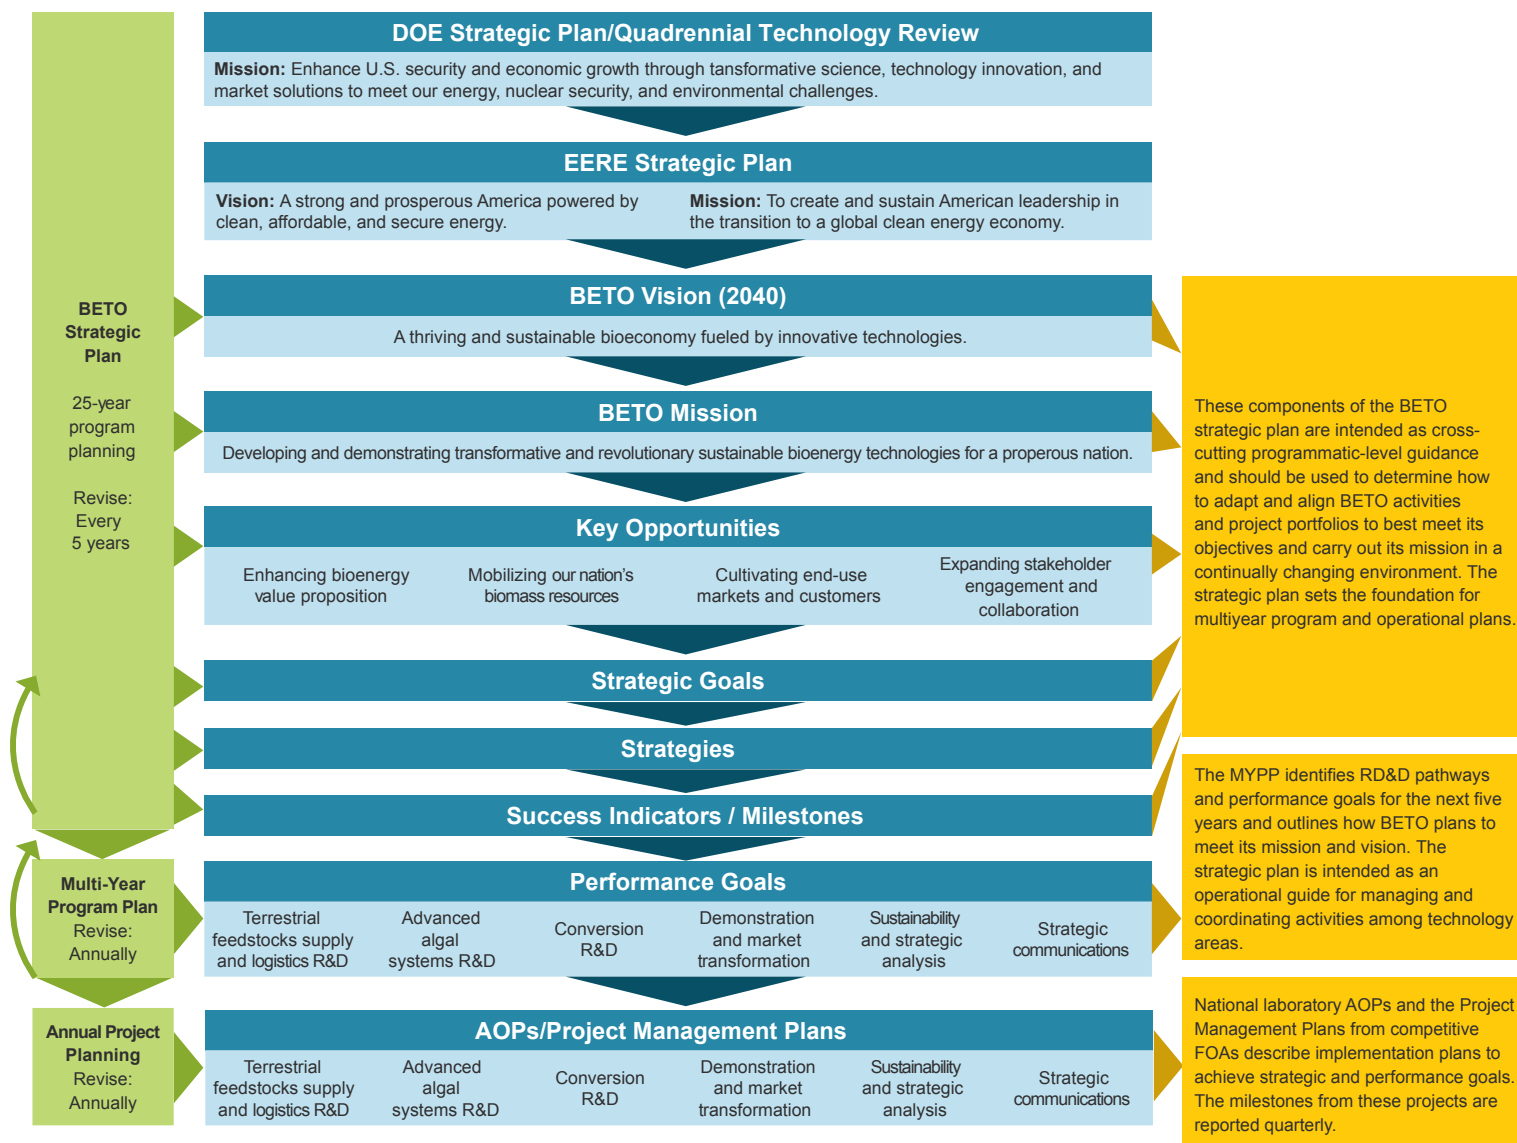 DOE Strategic Plan/Quadrennial Technology Review
Mission: Enhance U.S. security and economic growth through tansformative science, technology innovation, and
market solutions to meet our energy, nuclear security, and environmental challenges.
EERE Strategic Plan
Vision: A strong and prosperous America powered by
clean, affordable, and secure energy.
Mission: To create and sustain American leadership in
the transition to a global clean energy economy.
BETO
Strategic
Plan
25-year
program
planning
Revise:
Every
5 years
BETO Vision (2040)
A thriving and sustainable bioeconomy fueled by innovative technologies.
BETO Mission
Developing and demonstrating transformative and revolutionary sustainable bioenergy technologies for a properous nation.
Key Opportunities
Enhancing bioenergy
value proposition
Mobilizing our nation's
biomass resources
Cultivating end-use
markets and customers
Expanding stakeholder
engagement and
collaboration
Strategic Goals
Strategies
Success Indicators / Milestones
These components of the BETO
strategic plan are intended as cross-
cutting programmatic-level guidance
and should be used to determine how
to adapt and align BETO activities
and project portfolios to best meet its
objectives and carry out its mission in a
continually changing environment. The
strategic plan sets the foundation for
multiyear program and operational plans.
Multi-Year
Program Plan
Revise:
Annually
Performance Goals
Terrestrial
feedstocks supply
and logistics R&D
Advanced
algal
systems R&D
Conversion
R&D
Demonstration
and market
transformation
Sustainability
and strategic
analysis
Strategic
communications
The MYPP identifies RD&D pathways
and performance goals for the next five
years and outlines how BETO plans to
meet its mission and vision. The
strategic plan is intended as an
operational guide for managing and
coordinating activities among technology
areas.
Annual Project
Planning
Revise:
Annually
AOPs/Project Management Plans
Terrestrial
feedstocks supply
and logistics R&D
Advanced
algal
systems R&D
Conversion
R&D
Demonstration
and market
transformation
Sustainability
and strategic
analysis
Strategic
communications
National laboratory AOPs and the Project
Management Plans from competitive
FOAs describe implementation plans to
achieve strategic and performance goals.
The milestones from these projects are
reported quarterly.